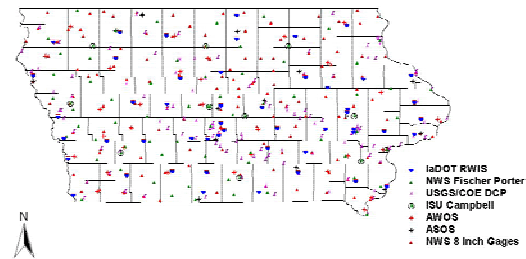 IaDOT RWIS
NWS Fischer Porter
USGS/COE DCP
ISU Campbell
AWOS
ASOS
NWS 8 Inch Gages
N